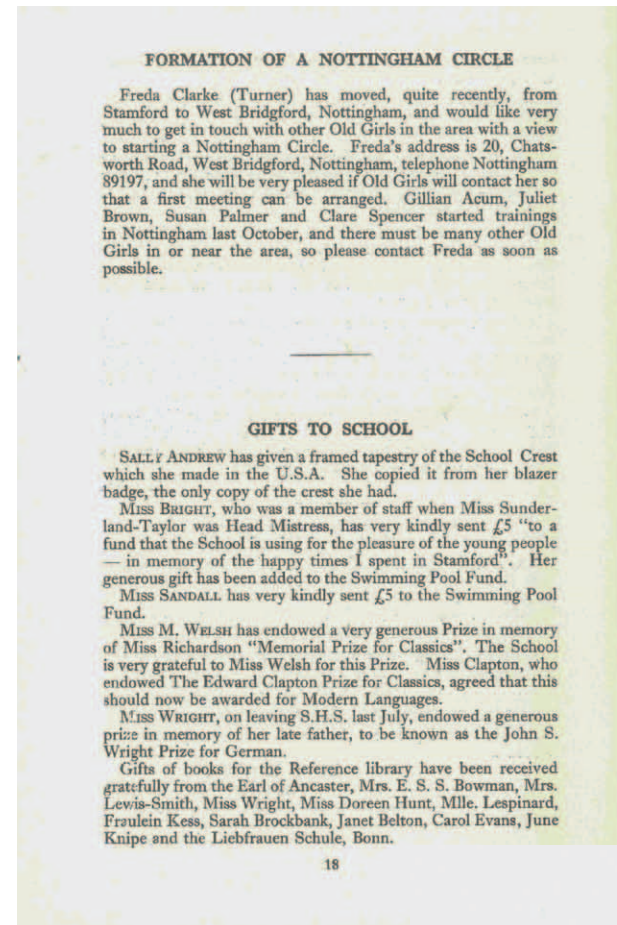 FORMATION OF A NOTTINGHAM CIRCLE
Freda Clarke (Turner) has moved, quite recently, from
Stamford to West Bridgford, Nottingham, and would like very
much to get in touch with other Old Girls in the area with a view
to starting a Nottingham Circle. Freda's address is 20, Chats-
worth Road, West Bridgford, Nottingham, telephone Nottingham
89197, and she will be very pleased if Old Girls will contact her so
that a first meeting can be arranged. Gillian Acum, Juliet
Brown, Susan Palmer and Clare Spencer started trainings
in Nottingham last October, and there must be many other Old
Girls in or near the area, so please contact Freda as soon as
possible.
GIFTS TO SCHOOL
SALLY ANDREW has given a framed tapestry of the School Crest
which she made in the U.S.A. She copied it from her blazer
badge, the only copy of the crest she had.
MISS BRIGHT, who was a member of staff when Miss Sunder-
land-Taylor was Head Mistress, has very kindly sent £5 "to a
fund that the School is using for the pleasure of the young people
— in memory of the happy times I spent in Stamford". Her
generous gift has been added to the Swimming Pool Fund.
MISS SANDALL has very kindly sent £5 to the Swimming Pool
Fund.
MISS M. WELSH has endowed a very generous Prize in memory
of Miss Richardson "Memorial Prize for Classics". The School
is very grateful to Miss Welsh for this Prize. Miss Clapton, who
endowed The Edward Clapton Prize for Classics, agreed that this
should now be awarded for Modern Languages.
MISS WRIGHT, on leaving S.H.S. last July, endowed a generous
prize in memory of her late father, to be known as the John S.
Wright Prize for German.
Gifts of books for the Reference library have been received
gratefully from the Earl of Ancaster, Mrs. E. S. S. Bowman, Mrs.
Lewis-Smith, Miss Wright, Miss Doreen Hunt, Mlle. Lespinard,
Fraulein Kess, Sarah Brockbank, Janet Belton, Carol Evans, June
Knipe and the Liebfrauen Schule, Bonn.
18